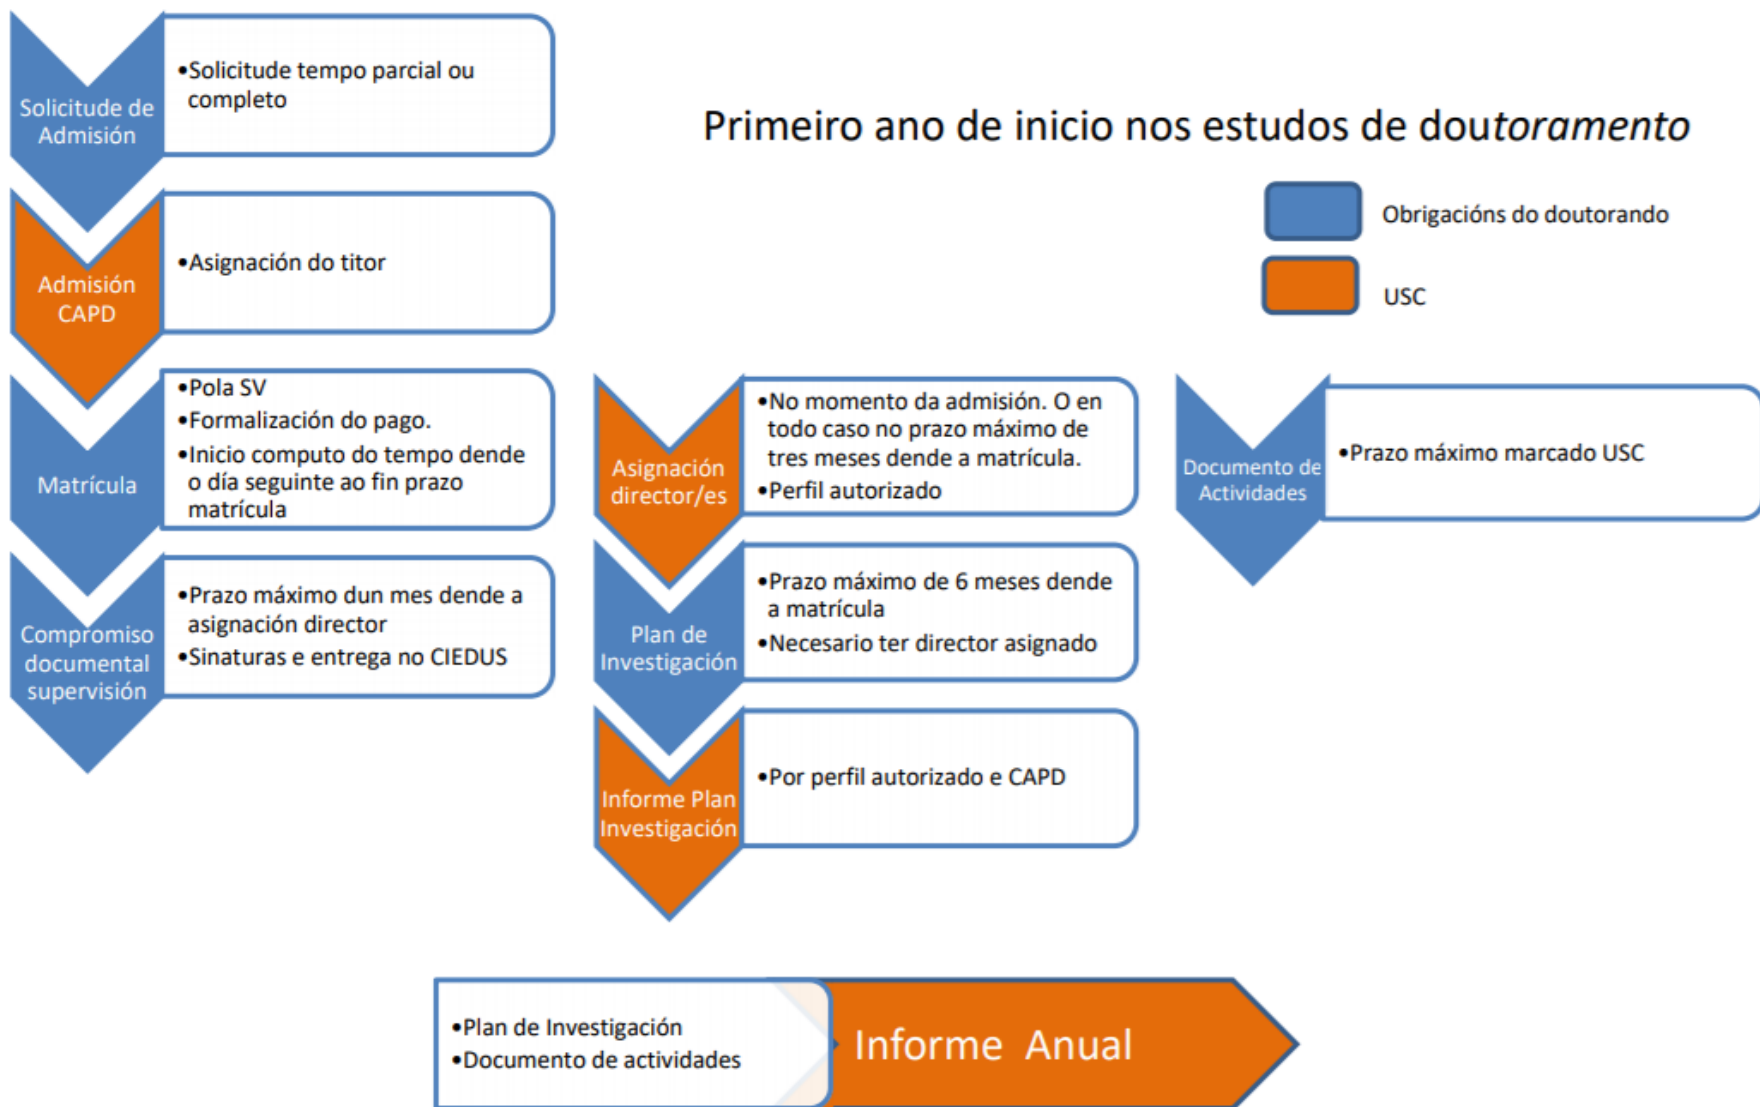 Primeiro ano de inicio nos estudos de doutoramento
Obrigacións do doutorando
USC
Solicitude de
Admisión
•Solicitude tempo parcial ou
completo
Admisión
CAPD
•Asignación do titor
Matrícula
•Pola SV
•Formalización do pago.
•Inicio computo do tempo dende
o día seguinte ao fin prazo
matrícula
Compromiso
documental
supervisión
•Prazo máximo dun mes dende a
asignación director
•Sinaturas e entrega no CIEDUS
Asignación
director/es
•No momento da admisión. O en
todo caso no prazo máximo de
tres meses dende a matrícula.
•Perfil autorizado
Plan de
Investigación
•Prazo máximo de 6 meses dende
a matrícula
•Necesario ter director asignado
Informe Plan
Investigación
•Por perfil autorizado e CAPD
Documento de
Actividades
•Prazo máximo marcado USC
•Plan de Investigación
•Documento de actividades
Informe Anual